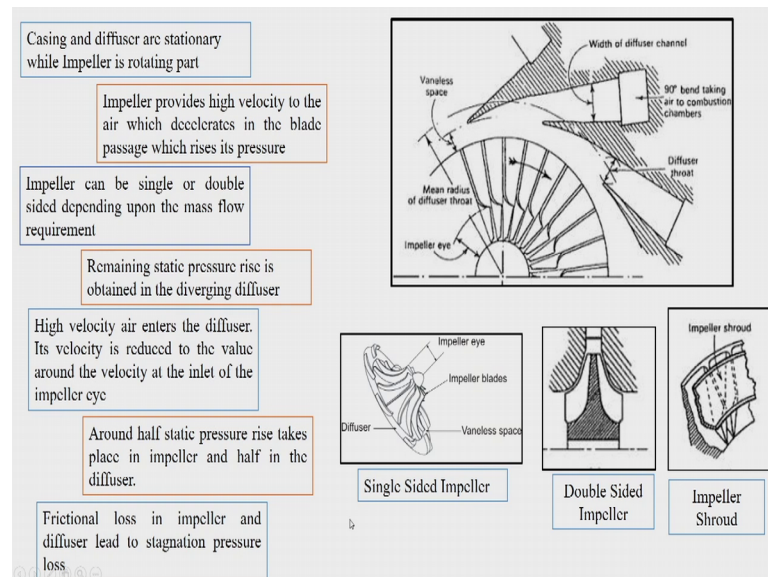 Casing and diffuser are stationary
while Impeller is rotating part
Impeller provides high velocity to the
air which decelerates in the blade
passage which rises its pressure
Impeller can be single or double
sided depending upon the mass flow
requirement
Remaining static pressure rise is
obtained in the diverging diffuser
High velocity air enters the diffuser.
Its velocity is reduced to the value
around the velocity at the inlet of the
impeller eye
Around half static pressure rise takes
place in impeller and half in the
diffuser.
Frictional loss in impeller and
diffuser lead to stagnation pressure
loss
Width of diffuser channel
Vaneless
space
90° bend taking
air to combustion
chambers
Diffuser
throat
Mean radius
of diffuser throat
Impeller eye
Impeller eye
Impeller blades
Diffuser
Vaneless space
Single Sided Impeller
Double Sided
Impeller
Impeller shroud
Impeller
Shroud